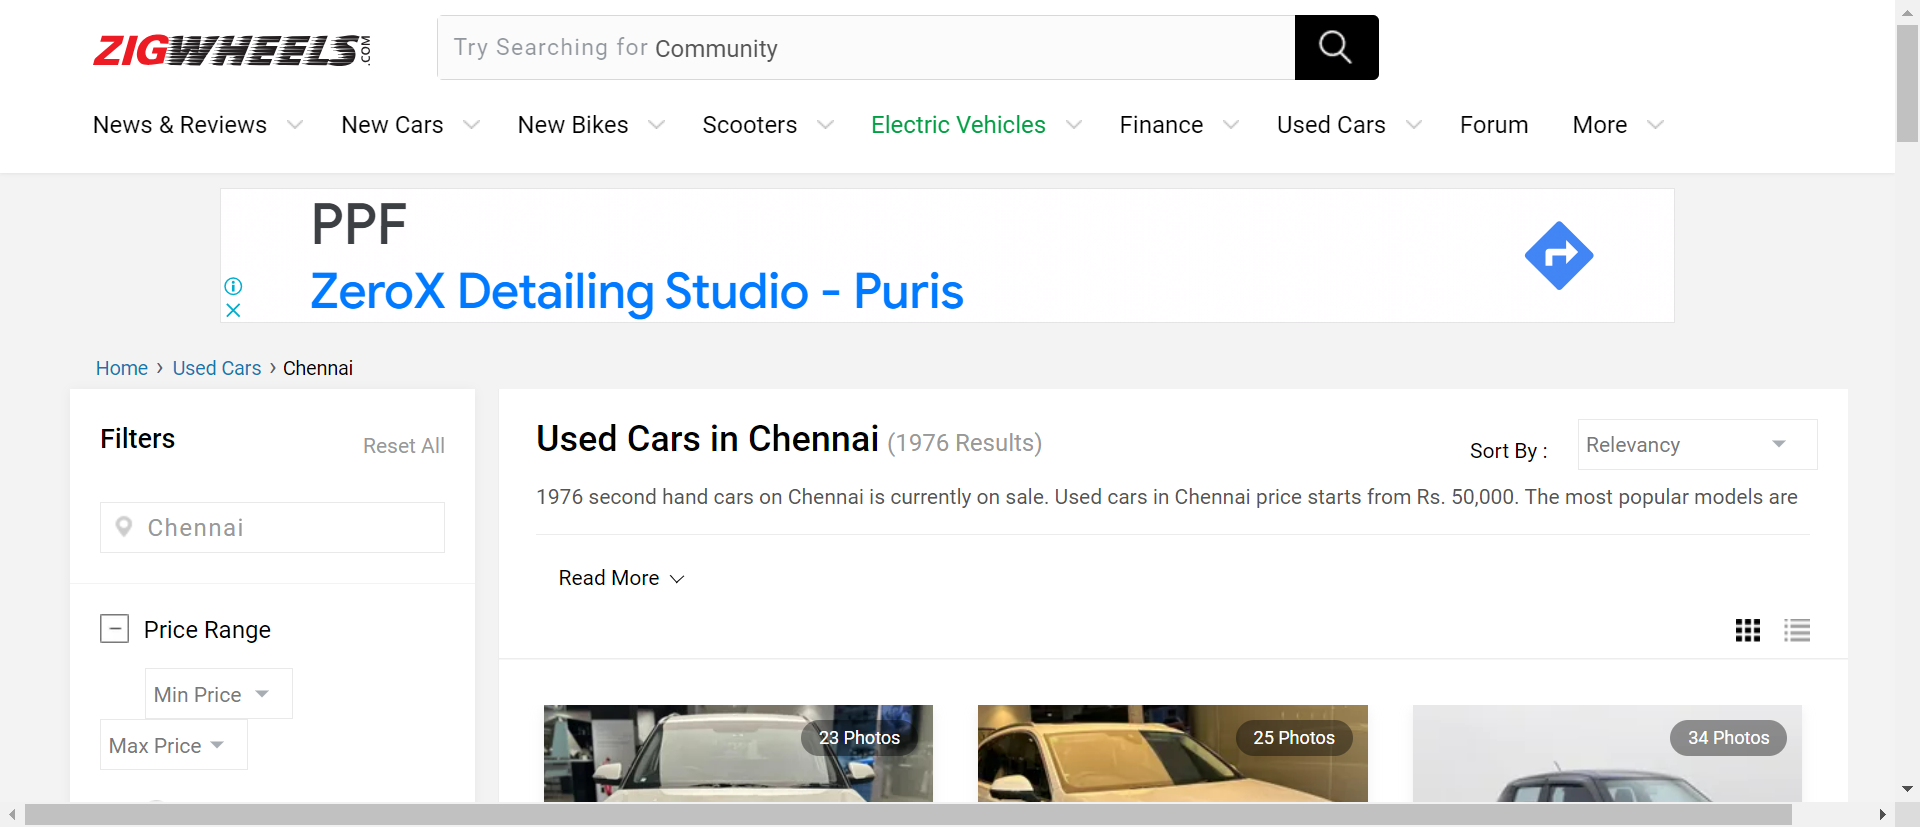 ZIGWHEELS.COM
Try Searching for Community
News & Reviews New Cars New Bikes Scooters Electric Vehicles Finance Used Cars Forum More
PPF
ZeroX Detailing Studio - Puris
Home › Used Cars › Chennai
Filters
Reset All
Chennai
Price Range
Min Price
Max Price
Used Cars in Chennai (1976 Results)
Sort By : Relevancy
1976 second hand cars on Chennai is currently on sale. Used cars in Chennai price starts from Rs. 50,000. The most popular models are
Read More
23 Photos
25 Photos
34 Photos